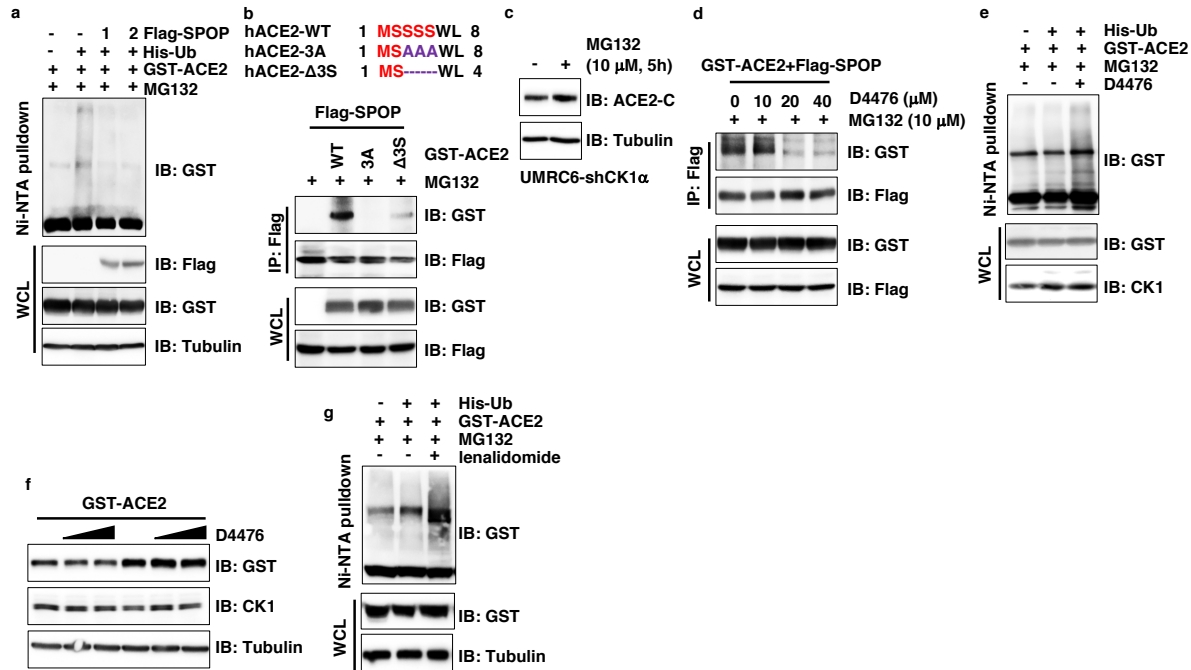 a
- - 1 2 Flag-SPOP
- + + + His-Ub
+ + + + GST-ACE2
+ + + + MG132
Ni-NTA pulldown
IB: GST
WCL
IB: Flag
IB: GST
IB: Tubulin
b
hACE2-WT 1 MSSSSWL 8
hACE2-3A 1 MSAAAWL 8
hACE2-Δ3S 1 MS------WL 4
Flag-SPOP
WT 3A Δ3S GST-ACE2
+ + + + MG132
IP: Flag
IB: GST
IB: Flag
WCL
IB: GST
IB: Flag
c
MG132
- + (10 μM, 5h)
IB: ACE2-C
IB: Tubulin
UMRC6-shCK1α
d
GST-ACE2+Flag-SPOP
0 10 20 40 D4476 (μM)
+ + + + MG132 (10 μM)
IP: Flag
IB: GST
IB: Flag
WCL
IB: GST
IB: Flag
e
- + + His-Ub
+ + + GST-ACE2
+ + + MG132
- - + D4476
Ni-NTA pulldown
IB: GST
WCL
IB: GST
IB: CK1
f
GST-ACE2
D4476
IB: GST
IB: CK1
IB: Tubulin
g
- + + His-Ub
+ + + GST-ACE2
+ + + MG132
- - + lenalidomide
Ni-NTA pulldown
IB: GST
WCL
IB: GST
IB: Tubulin